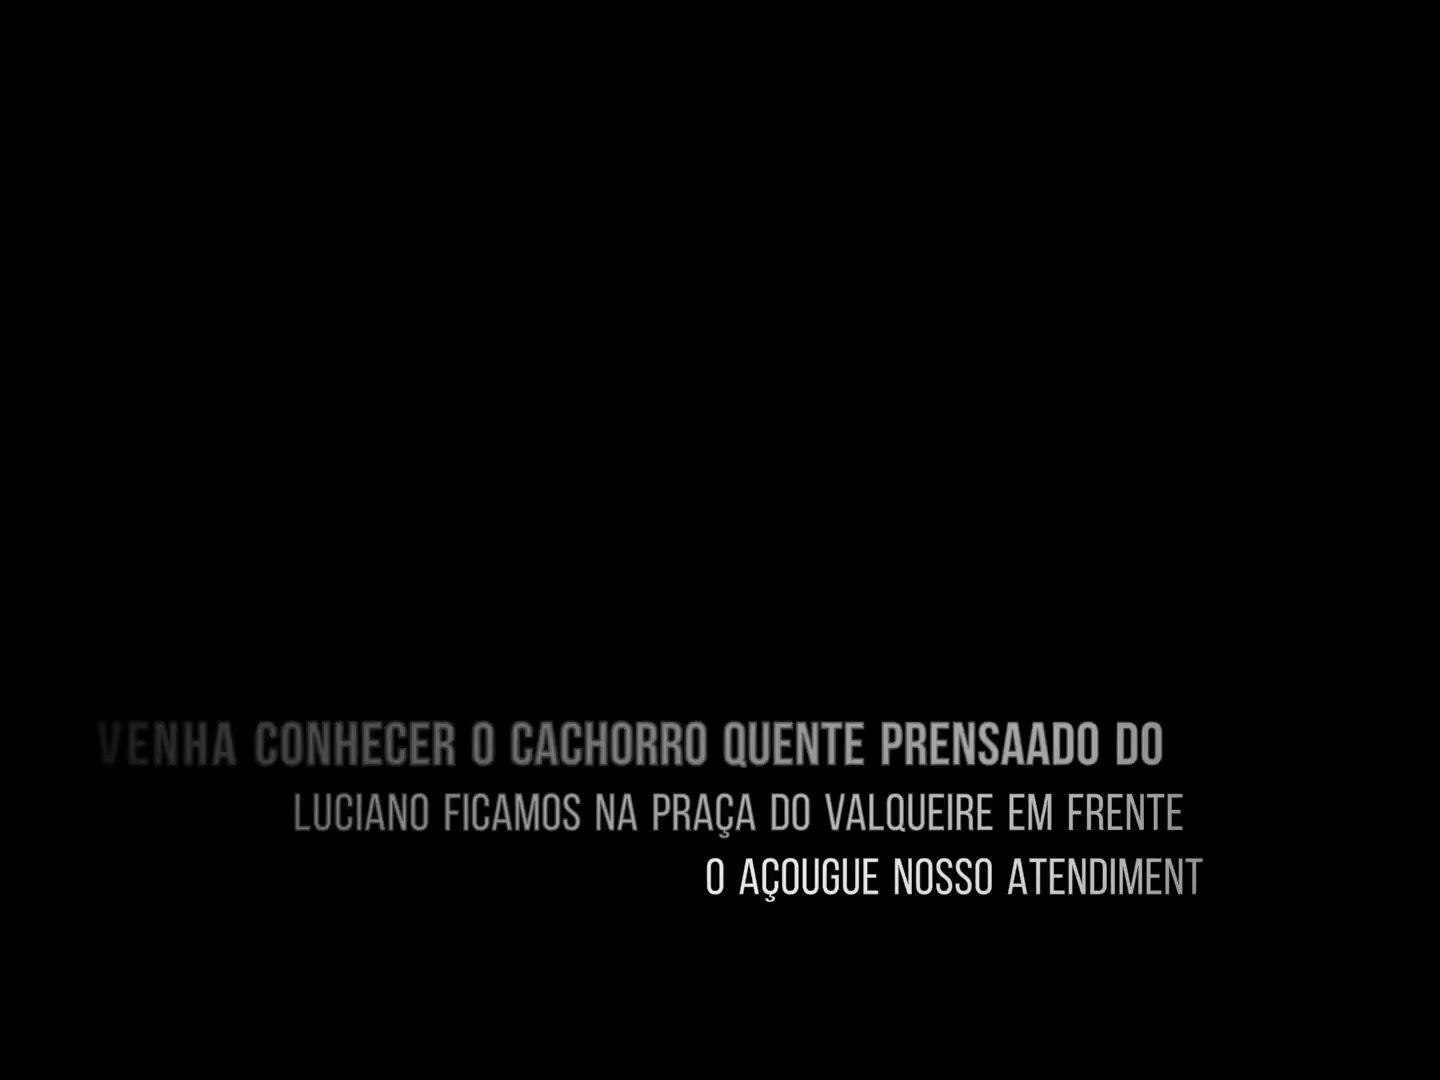 VENHA CONHECER O CACHORRO QUENTE PRENSAADO DO
LUCIANO FICAMOS NA PRAÇA DO VALQUEIRE EM FRENTE
O AÇOUGUE NOSSO ATENDIMENT